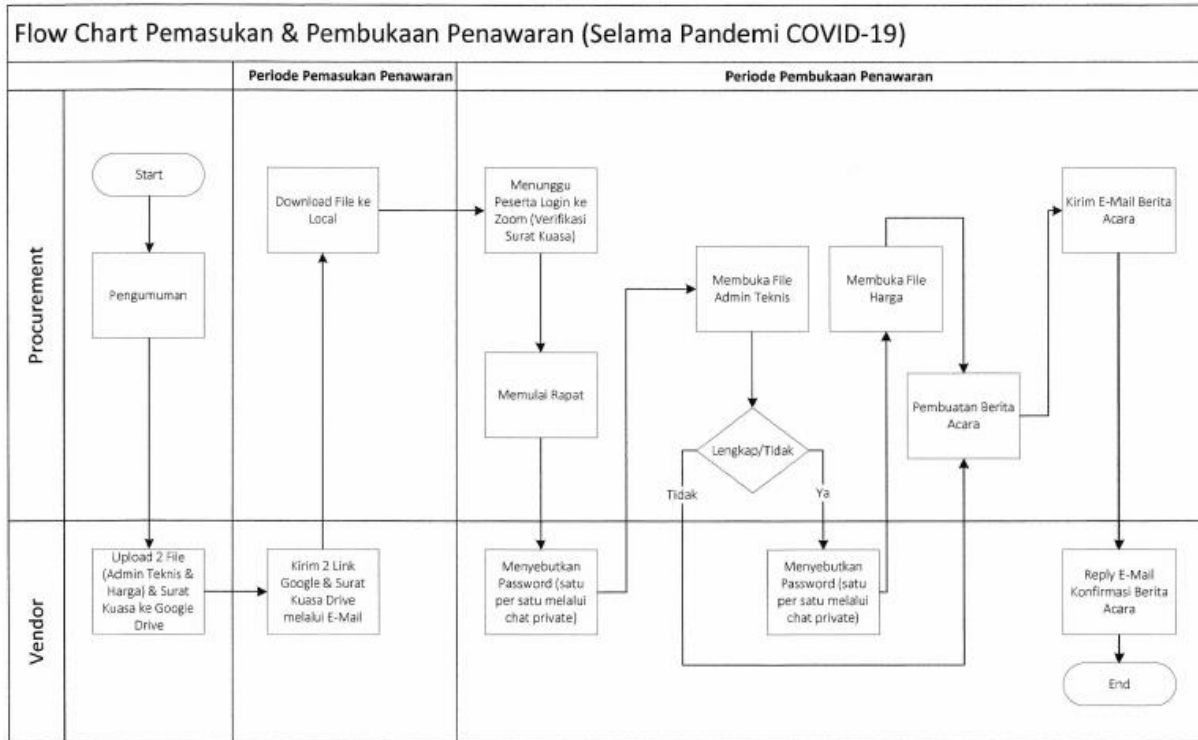 Flow Chart Pemasukan & Pembukaan Penawaran (Selama Pandemi COVID-19)
Periode Pemasukan Penawaran
Periode Pembukaan Penawaran
Procurement
Start
Pengumuman
Download File ke
Local
Menunggu
Peserta Login ke
Zoom (Verifikasi
Surat Kuasa)
Memulai Rapat
Membuka File
Admin Teknis
Lengkap/Tidak
Tidak
Ya
Membuka File
Harga
Pembuatan Berita
Acara
Kirim E-Mail Berita
Acara
Vendor
Upload 2 File
(Admin Teknis &
Harga) & Surat
Kuasa ke Google
Drive
Kirim 2 Link
Google & Surat
Kuasa Drive
melalui E-Mail
Menyebutkan
Password (satu
per satu melalui
chat private)
Menyebutkan
Password (satu
per satu melalui
chat private)
Reply E-Mail
Konfirmasi Berita
Acara
End